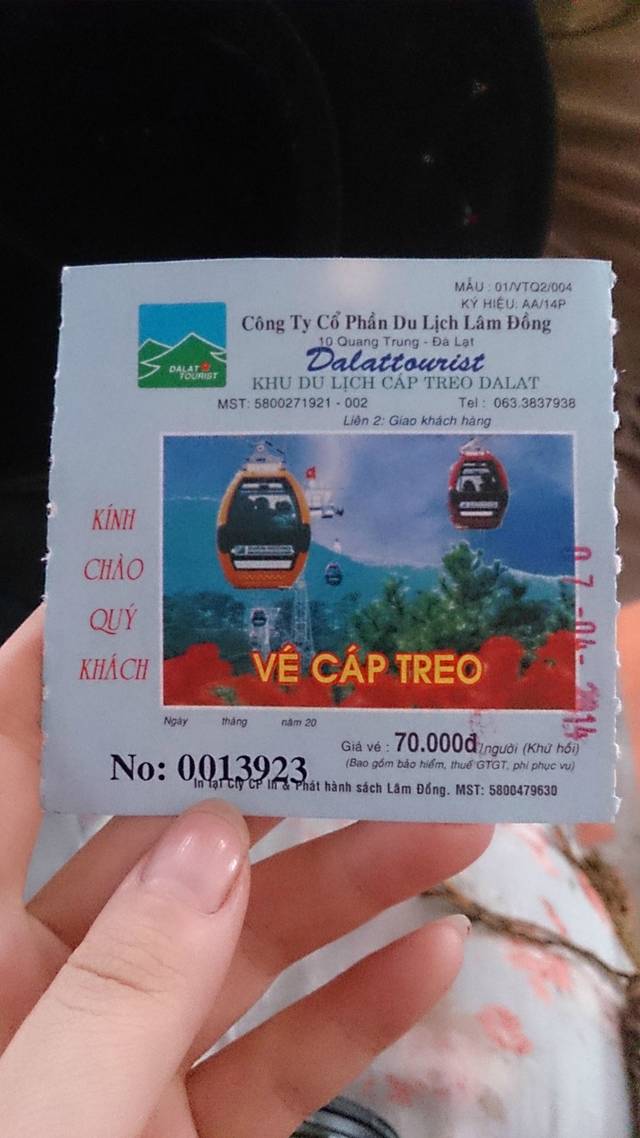 MẪU : 01/VTQ2/004
KÝ HIỆU: AA/14P
Công Ty Cổ Phần Du Lịch Lâm Đồng
10 Quang Trung - Đà Lạt
Dalattourist
KHU DU LỊCH CÁP TREO DALAT
MST: 5800271921 - 002 Tel : 063.3837938
Liên 2: Giao khách hàng
DALAT
TOURIST
KÍNH
CHÀO
QUÝ
KHÁCH
VÉ CÁP TREO
07-04-2014
Ngày tháng năm 20
Giá vé : 70.000đ/người (Khứ hồi)
(Bao gồm bảo hiểm, thuế GTGT, phí phục vụ)
No: 0013923
In tại Cty CP In & Phát hành sách Lâm Đồng. MST: 5800479630